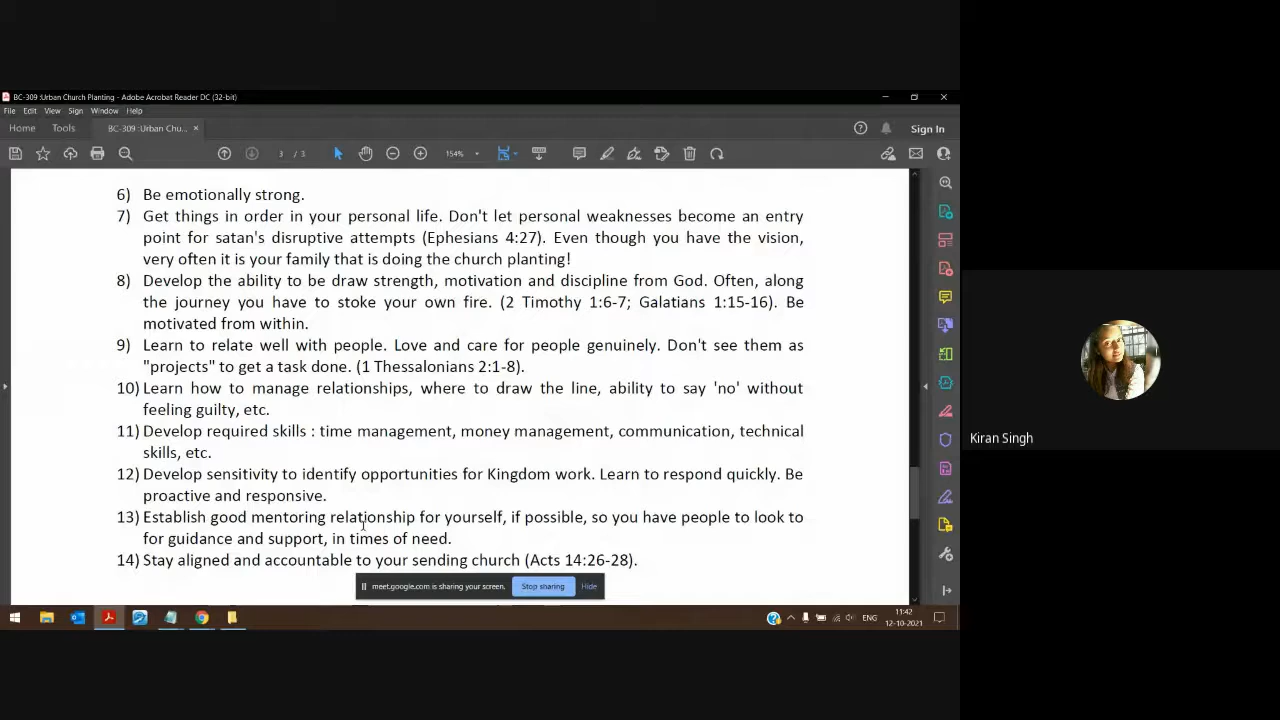 BC-309 :Urban Church Planting - Adobe Acrobat Reader DC (32-bit)
File Edit View Sign Window Help
Home Tools BC-309 :Urban Chu... × Sign In
3 / 3 154%
6) Be emotionally strong.
7) Get things in order in your personal life. Don't let personal weaknesses become an entry
point for satan's disruptive attempts (Ephesians 4:27). Even though you have the vision,
very often it is your family that is doing the church planting!
8) Develop the ability to be draw strength, motivation and discipline from God. Often, along
the journey you have to stoke your own fire. (2 Timothy 1:6-7; Galatians 1:15-16). Be
motivated from within.
9) Learn to relate well with people. Love and care for people genuinely. Don't see them as
"projects" to get a task done. (1 Thessalonians 2:1-8).
10) Learn how to manage relationships, where to draw the line, ability to say 'no' without
feeling guilty, etc.
11) Develop required skills : time management, money management, communication, technical
skills, etc.
12) Develop sensitivity to identify opportunities for Kingdom work. Learn to respond quickly. Be
proactive and responsive.
13) Establish good mentoring relationship for yourself, if possible, so you have people to look to
for guidance and support, in times of need.
14) Stay aligned and accountable to your sending church (Acts 14:26-28).
meet.google.com is sharing your screen. Stop sharing Hide
ENG
11:42
12-10-2021
Kiran Singh